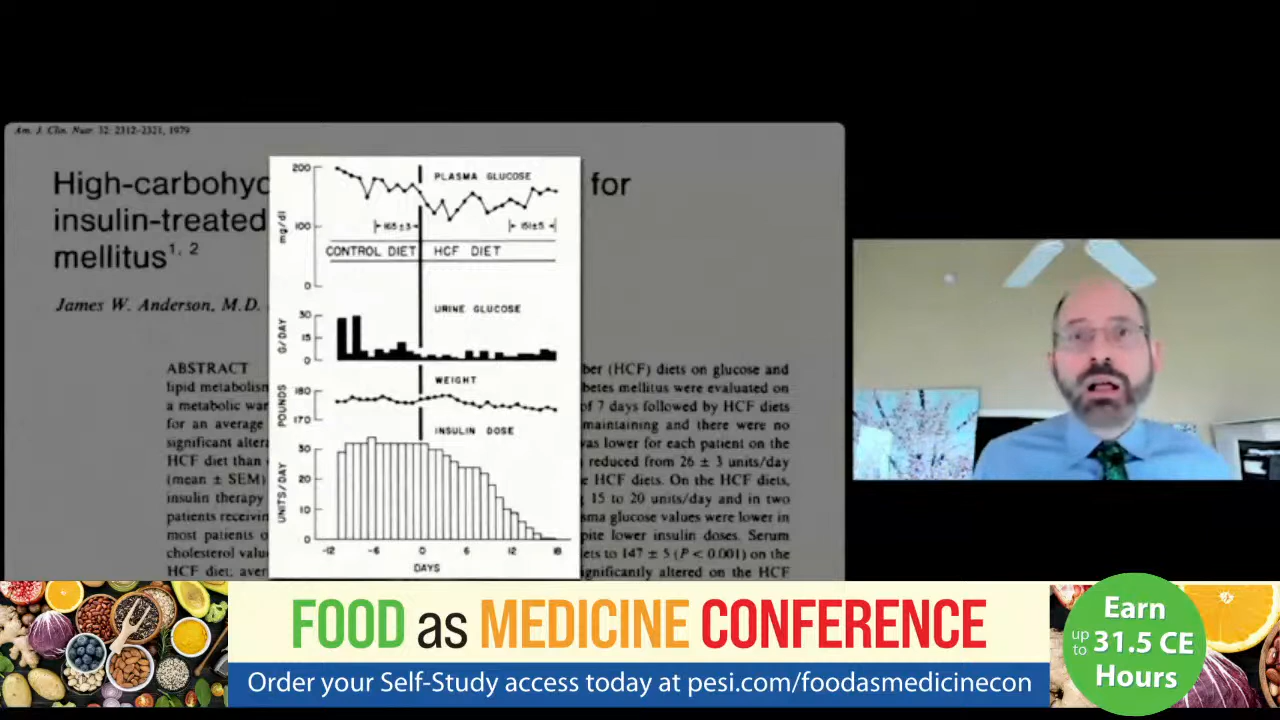 Am. J. Clin. Nutr. 32: 2312-2321, 1979
High-carbohyd for
insulin-treated
mellitus1, 2
James W. Anderson, M.D.
ABSTRACT ber (HCF) diets on glucose and
lipid metabolism betes mellitus were evaluated on
a metabolic war of 7 days followed by HCF diets
for an average maintaining and there were no
significant altera was lower for each patient on the
HCF diet than reduced from 26 ± 3 units/day
(mean ± SEM) HCF diets. On the HCF diets,
insulin therapy 15 to 20 units/day and in two
patients receivin sma glucose values were lower in
most patients o pite lower insulin doses. Serum
cholesterol value ets to 147 ± 5 (P < 0.001) on the
HCF diet; aver gnificantly altered on the HCF
200
PLASMA GLUCOSE
mg/dl
100
165±3
151±5
CONTROL DIET HCF DIET
0
30
URINE GLUCOSE
G/DAY
15
0
WEIGHT
POUNDS
180
170
INSULIN DOSE
UNITS/DAY
30
20
10
0
-12 -6 0 6 12 18
DAYS
FOOD as MEDICINE CONFERENCE
Order your Self-Study access today at pesi.com/foodasmedicinecon
Earn
up to 31.5 CE
Hours